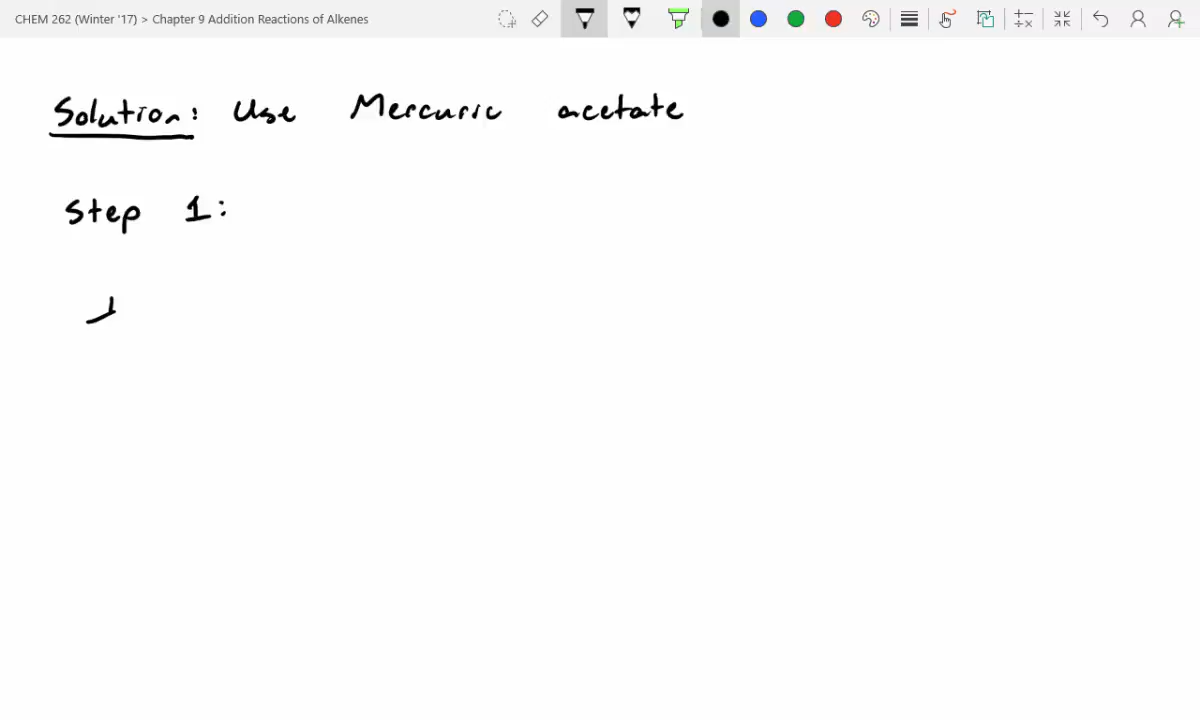 CHEM 262 (Winter '17) > Chapter 9 Addition Reactions of Alkenes
Solution: Use Mercuric acetate
Step 1: